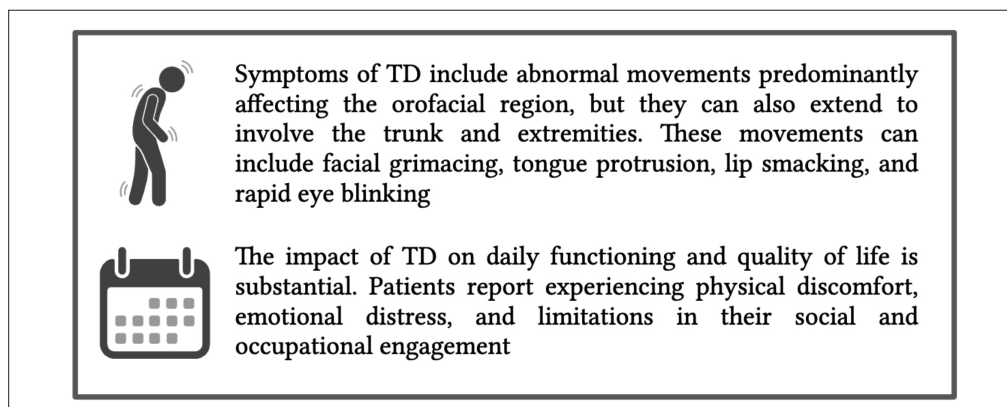 Symptoms of TD include abnormal movements predominantly
affecting the orofacial region, but they can also extend to
involve the trunk and extremities. These movements can
include facial grimacing, tongue protrusion, lip smacking, and
rapid eye blinking
The impact of TD on daily functioning and quality of life is
substantial. Patients report experiencing physical discomfort,
emotional distress, and limitations in their social and
occupational engagement